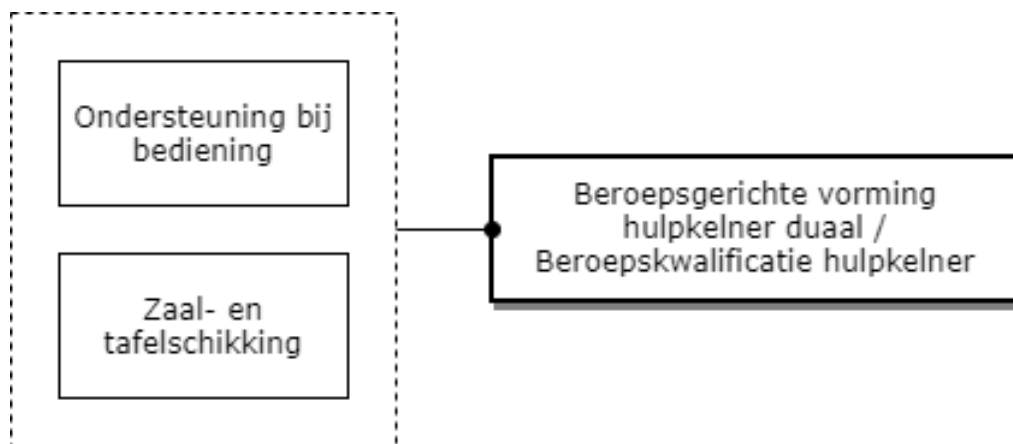 Ondersteuning bij
bediening
Beroepsgerichte vorming
hulpkelner duaal /
Beroepskwalificatie hulpkelner
Zaal- en
tafelschikking